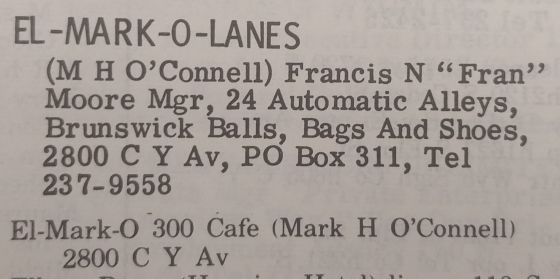 EL-MARK-O-LANES
(M H O'Connell) Francis N "Fran"
Moore Mgr, 24 Automatic Alleys,
Brunswick Balls, Bags And Shoes,
2800 C Y Av, PO Box 311, Tel
237-9558
El-Mark-O 300 Cafe (Mark H O'Connell)
2800 C Y Av